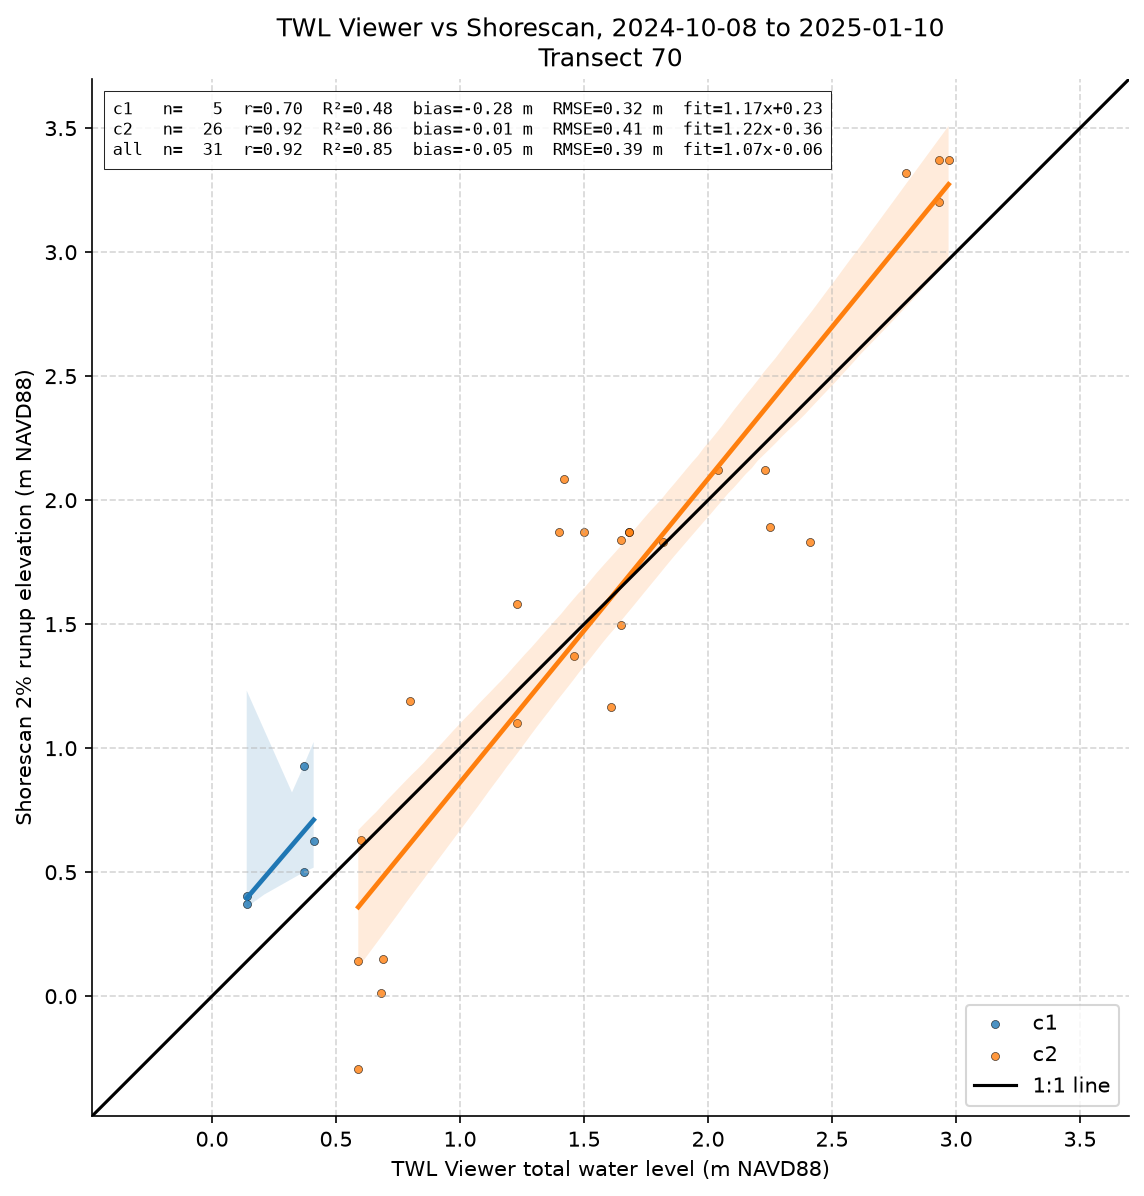 TWL Viewer vs Shorescan, 2024-10-08 to 2025-01-10
Transect 70
c1   n=   5  r=0.70  R²=0.48  bias=-0.28 m  RMSE=0.32 m  fit=1.17x+0.23
c2   n=  26  r=0.92  R²=0.86  bias=-0.01 m  RMSE=0.41 m  fit=1.22x-0.36
all  n=  31  r=0.92  R²=0.85  bias=-0.05 m  RMSE=0.39 m  fit=1.07x-0.06
Shorescan 2% runup elevation (m NAVD88)
3.5
3.0
2.5
2.0
1.5
1.0
0.5
0.0
c1
c2
1:1 line
0.0 0.5 1.0 1.5 2.0 2.5 3.0 3.5
TWL Viewer total water level (m NAVD88)